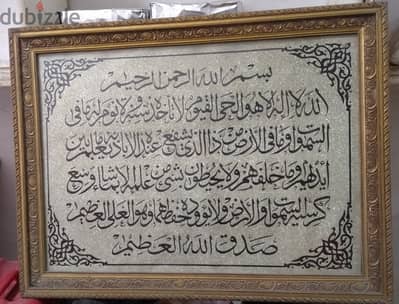 dubizzle
بسم الله الرحمن الرحيم
الله لا إله إلا هو الحي القيوم لا تأخذه سنة ولا نوم له ما في
السموات وما في الأرض من ذا الذي يشفع عنده إلا بإذنه يعلم ما بين
أيديهم وما خلفهم ولا يحيطون بشيء من علمه إلا بما شاء وسع
كرسيه السموات والأرض ولا يؤوده حفظهما وهو العلي العظيم
صدق الله العظيم